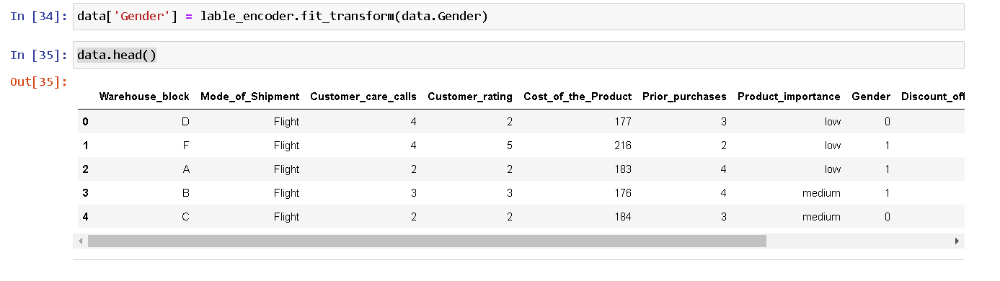 In [34]: data['Gender'] = lable_encoder.fit_transform(data.Gender)
In [35]: data.head()
Out[35]:
Warehouse_block Mode_of_Shipment Customer_care_calls Customer_rating Cost_of_the_Product Prior_purchases Product_importance Gender Discount_off
0 D Flight 4 2 177 3 low 0
1 F Flight 4 5 216 2 low 1
2 A Flight 2 2 183 4 low 1
3 B Flight 3 3 176 4 medium 1
4 C Flight 2 2 184 3 medium 0